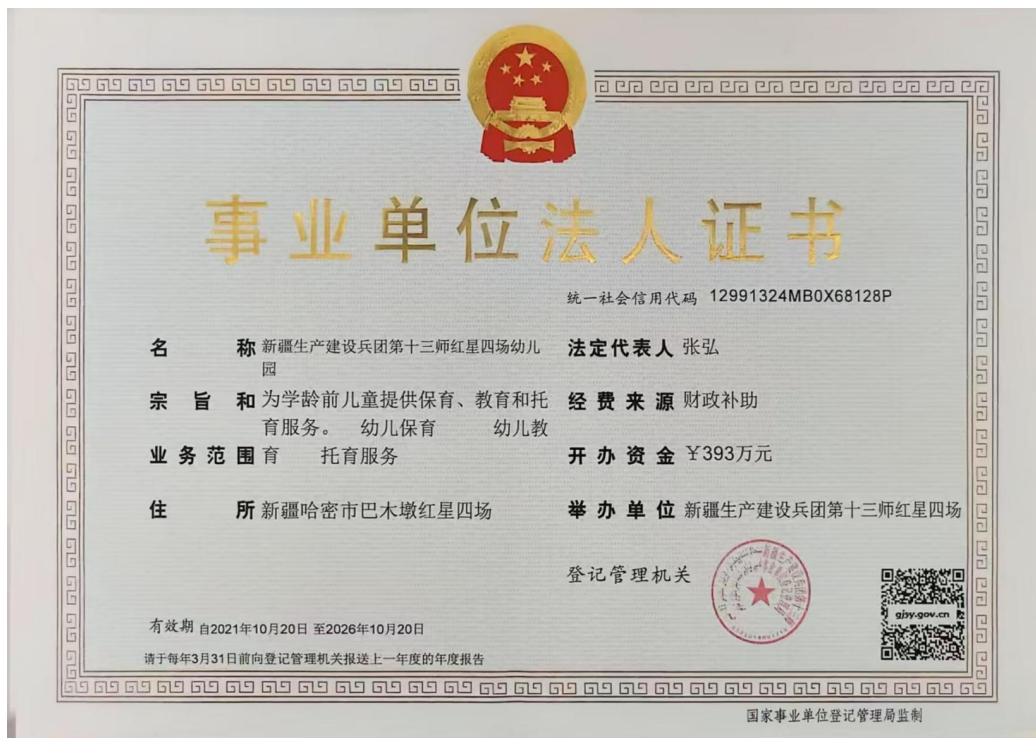 事业单位法人证书
统一社会信用代码 12991324MB0X68128P
名称 新疆生产建设兵团第十三师红星四场幼儿
园
法定代表人 张弘
宗旨和 为学龄前儿童提供保育、教育和托
育服务。 幼儿保育 幼儿教
业务范围 育 托育服务
经费来源 财政补助
开办资金 ¥393万元
住所 新疆哈密市巴木墩红星四场
举办单位 新疆生产建设兵团第十三师红星四场
登记管理机关
gjsy.gov.cn
有效期 自2021年10月20日 至2026年10月20日
请于每年3月31日前向登记管理机关报送上一年度的年度报告
国家事业单位登记管理局监制